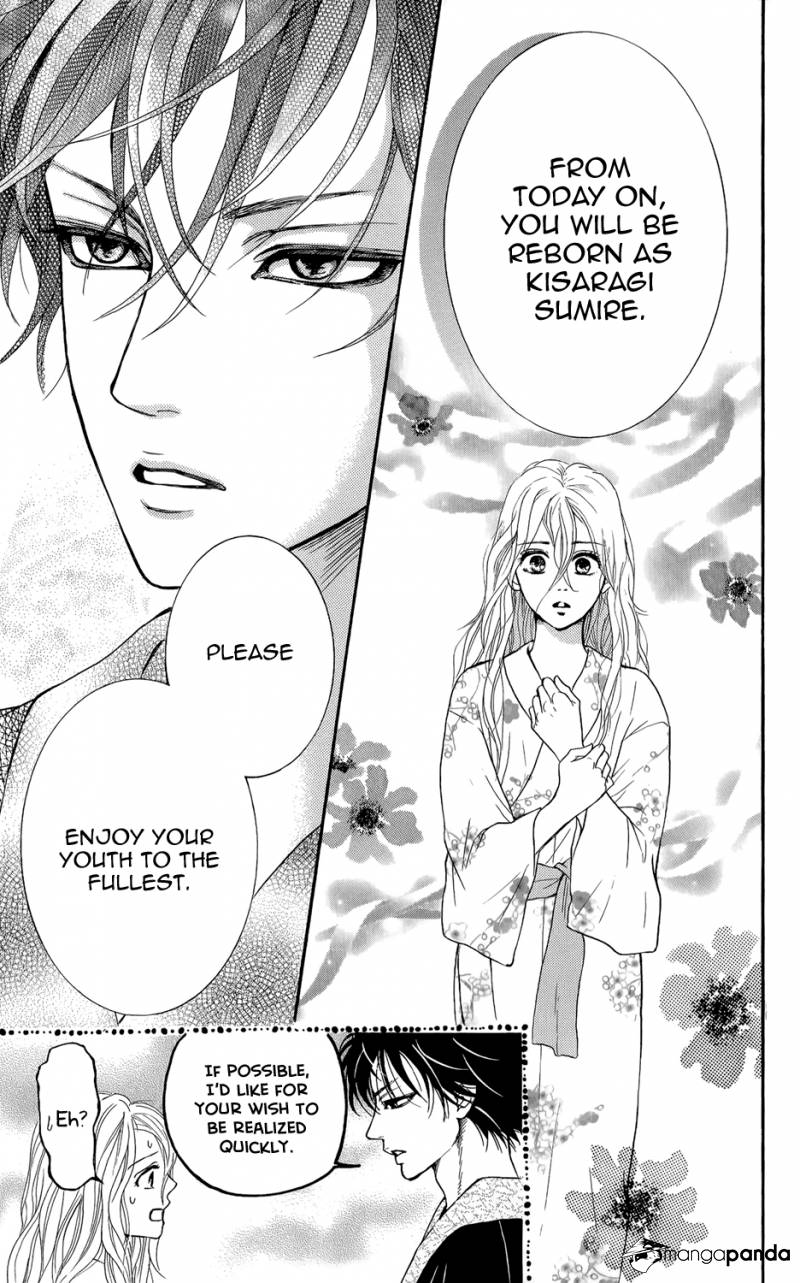 FROM
TODAY ON,
YOU WILL BE
REBORN AS
KISARAGI
SUMIRE.
PLEASE
ENJOY YOUR
YOUTH TO THE
FULLEST.
IF POSSIBLE,
I'D LIKE FOR
YOUR WISH TO
BE REALIZED
QUICKLY.
Eh?
mangapanda